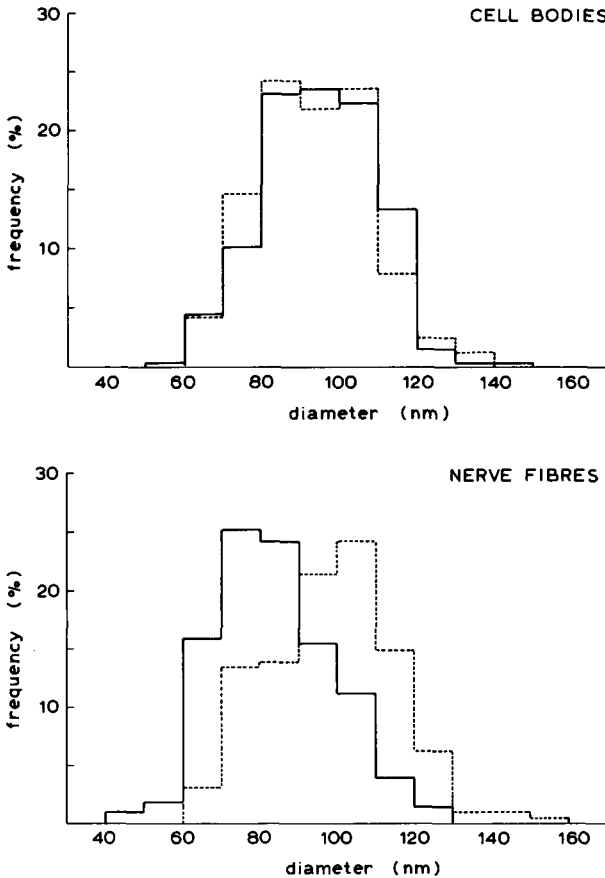 CELL BODIES
30
20
10
frequency (%)
40 60 80 100 120 140 160
diameter (nm)
NERVE FIBRES
30
20
10
frequency (%)
40 60 80 100 120 140 160
diameter (nm)